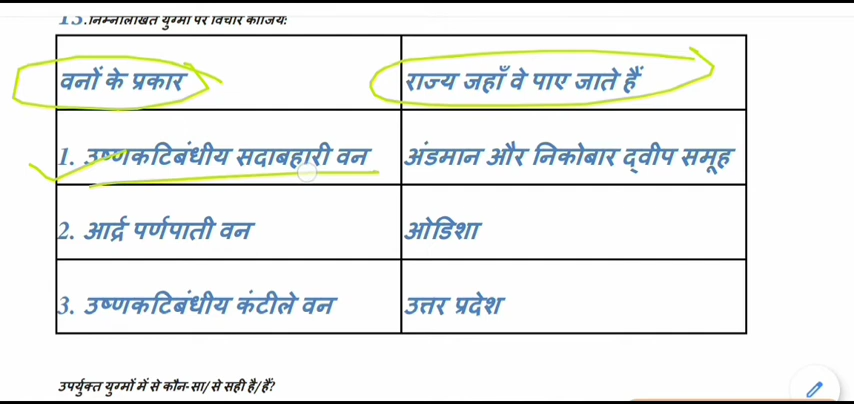 13.निम्नलिखित युग्मों पर विचार कीजिये:
वनों के प्रकार
राज्य जहाँ वे पाए जाते हैं
1. उष्णकटिबंधीय सदाबहारी वन
अंडमान और निकोबार द्वीप समूह
2. आर्द्र पर्णपाती वन
ओडिशा
3. उष्णकटिबंधीय कंटीले वन
उत्तर प्रदेश
उपर्युक्त युग्मों में से कौन-सा/से सही है/हैं?